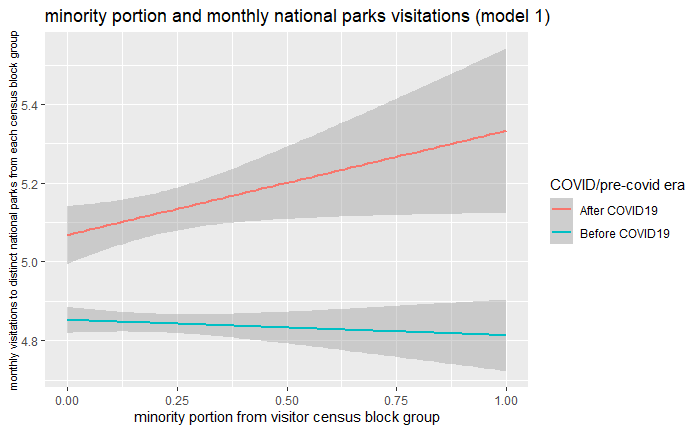 minority portion and monthly national parks visitations (model 1)
monthly visitations to distinct national parks from each census block group
5.4
5.2
5.0
4.8
0.00 0.25 0.50 0.75 1.00
minority portion from visitor census block group
COVID/pre-covid era
After COVID19
Before COVID19